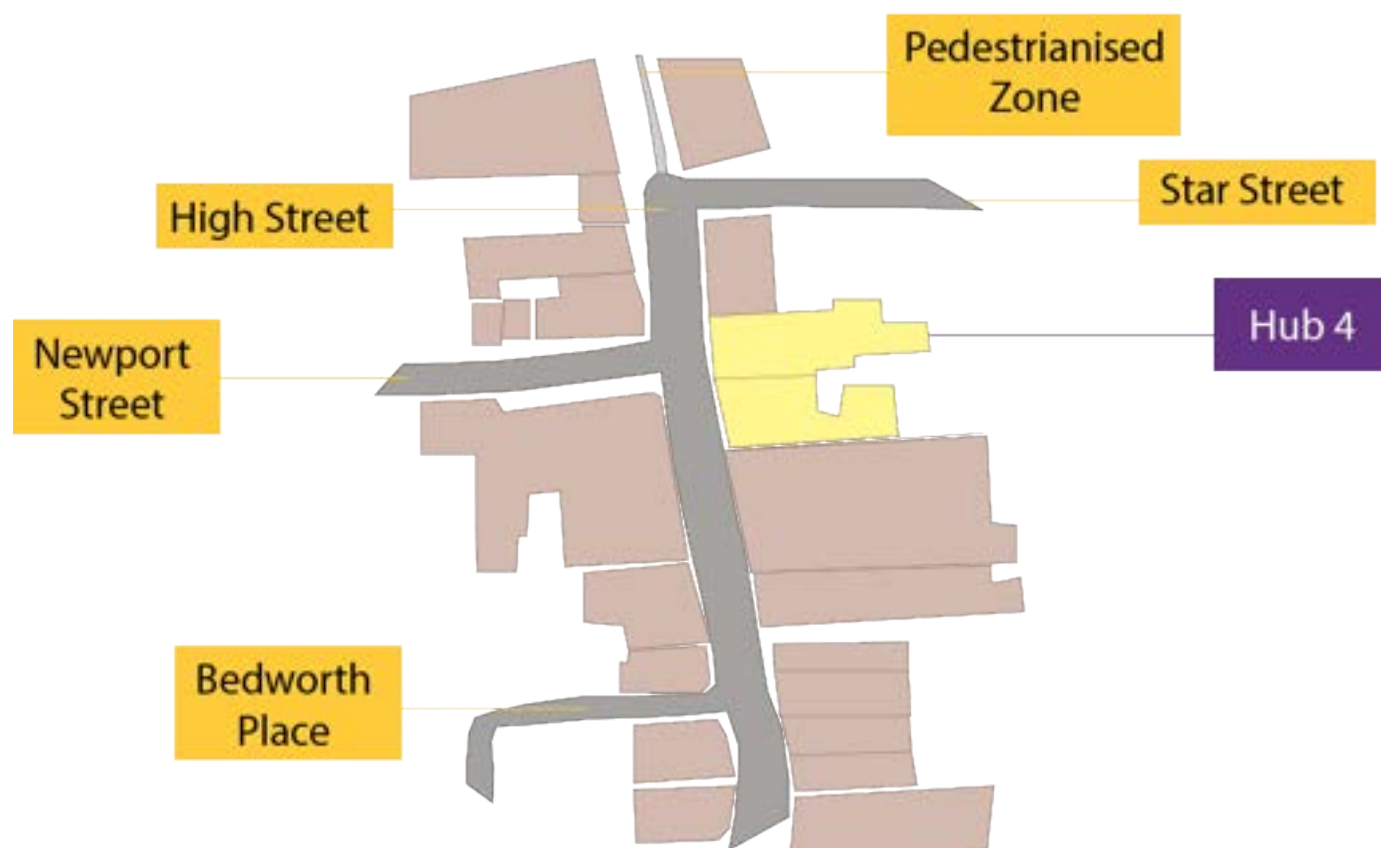 Pedestrianised
Zone
Star Street
High Street
Hub 4
Newport
Street
Bedworth
Place